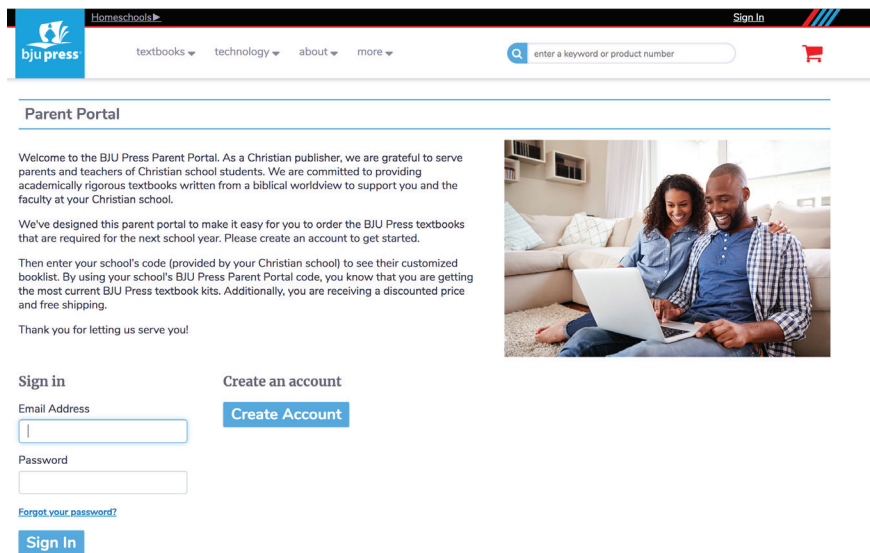 Homeschools▶
Sign In
bju press
textbooks
technology
about
more
enter a keyword or product number
Parent Portal
Welcome to the BJU Press Parent Portal. As a Christian publisher, we are grateful to serve
parents and teachers of Christian school students. We are committed to providing
academically rigorous textbooks written from a biblical worldview to support you and the
faculty at your Christian school.
We've designed this parent portal to make it easy for you to order the BJU Press textbooks
that are required for the next school year. Please create an account to get started.
Then enter your school's code (provided by your Christian school) to see their customized
booklist. By using your school's BJU Press Parent Portal code, you know that you are getting
the most current BJU Press textbook kits. Additionally, you are receiving a discounted price
and free shipping.
Thank you for letting us serve you!
Sign in
Email Address
Password
Forgot your password?
Sign In
Create an account
Create Account